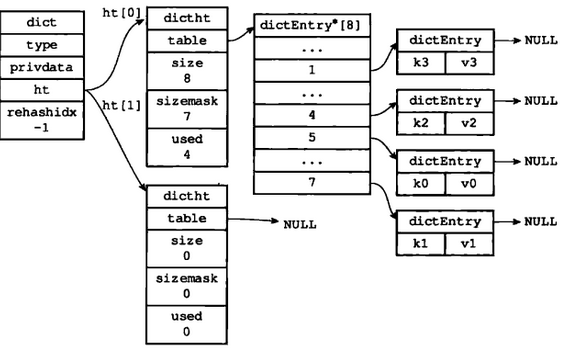 dict
type
privdata
ht
rehashidx
-1
ht[0]
dictht
table
size
8
sizemask
7
used
4
ht[1]
dictht
table
size
0
sizemask
0
used
0
NULL
dictEntry*[8]
...
1
...
4
5
...
7
dictEntry
k3 v3
NULL
dictEntry
k2 v2
NULL
dictEntry
k0 v0
NULL
dictEntry
k1 v1
NULL